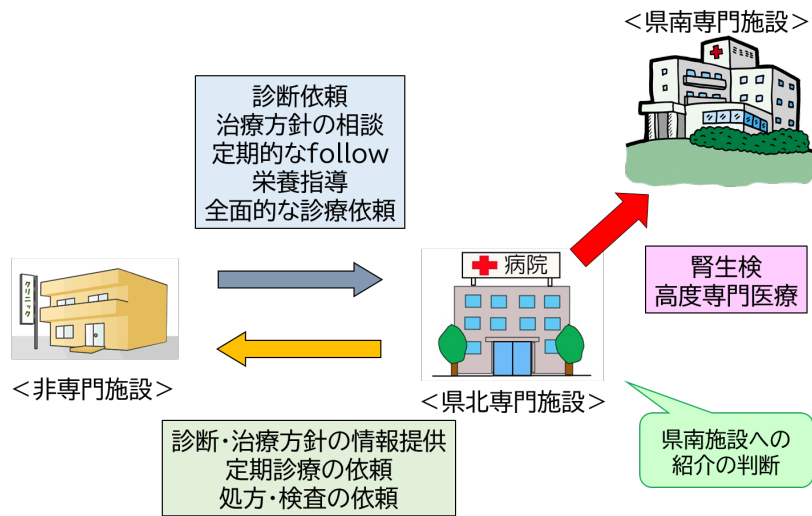 ＜県南専門施設＞
診断依頼
治療方針の相談
定期的なfollow
栄養指導
全面的な診療依頼
病院
クリニック
腎生検
高度専門医療
＜非専門施設＞
＜県北専門施設＞
診断・治療方針の情報提供
定期診療の依頼
処方・検査の依頼
県南施設への
紹介の判断